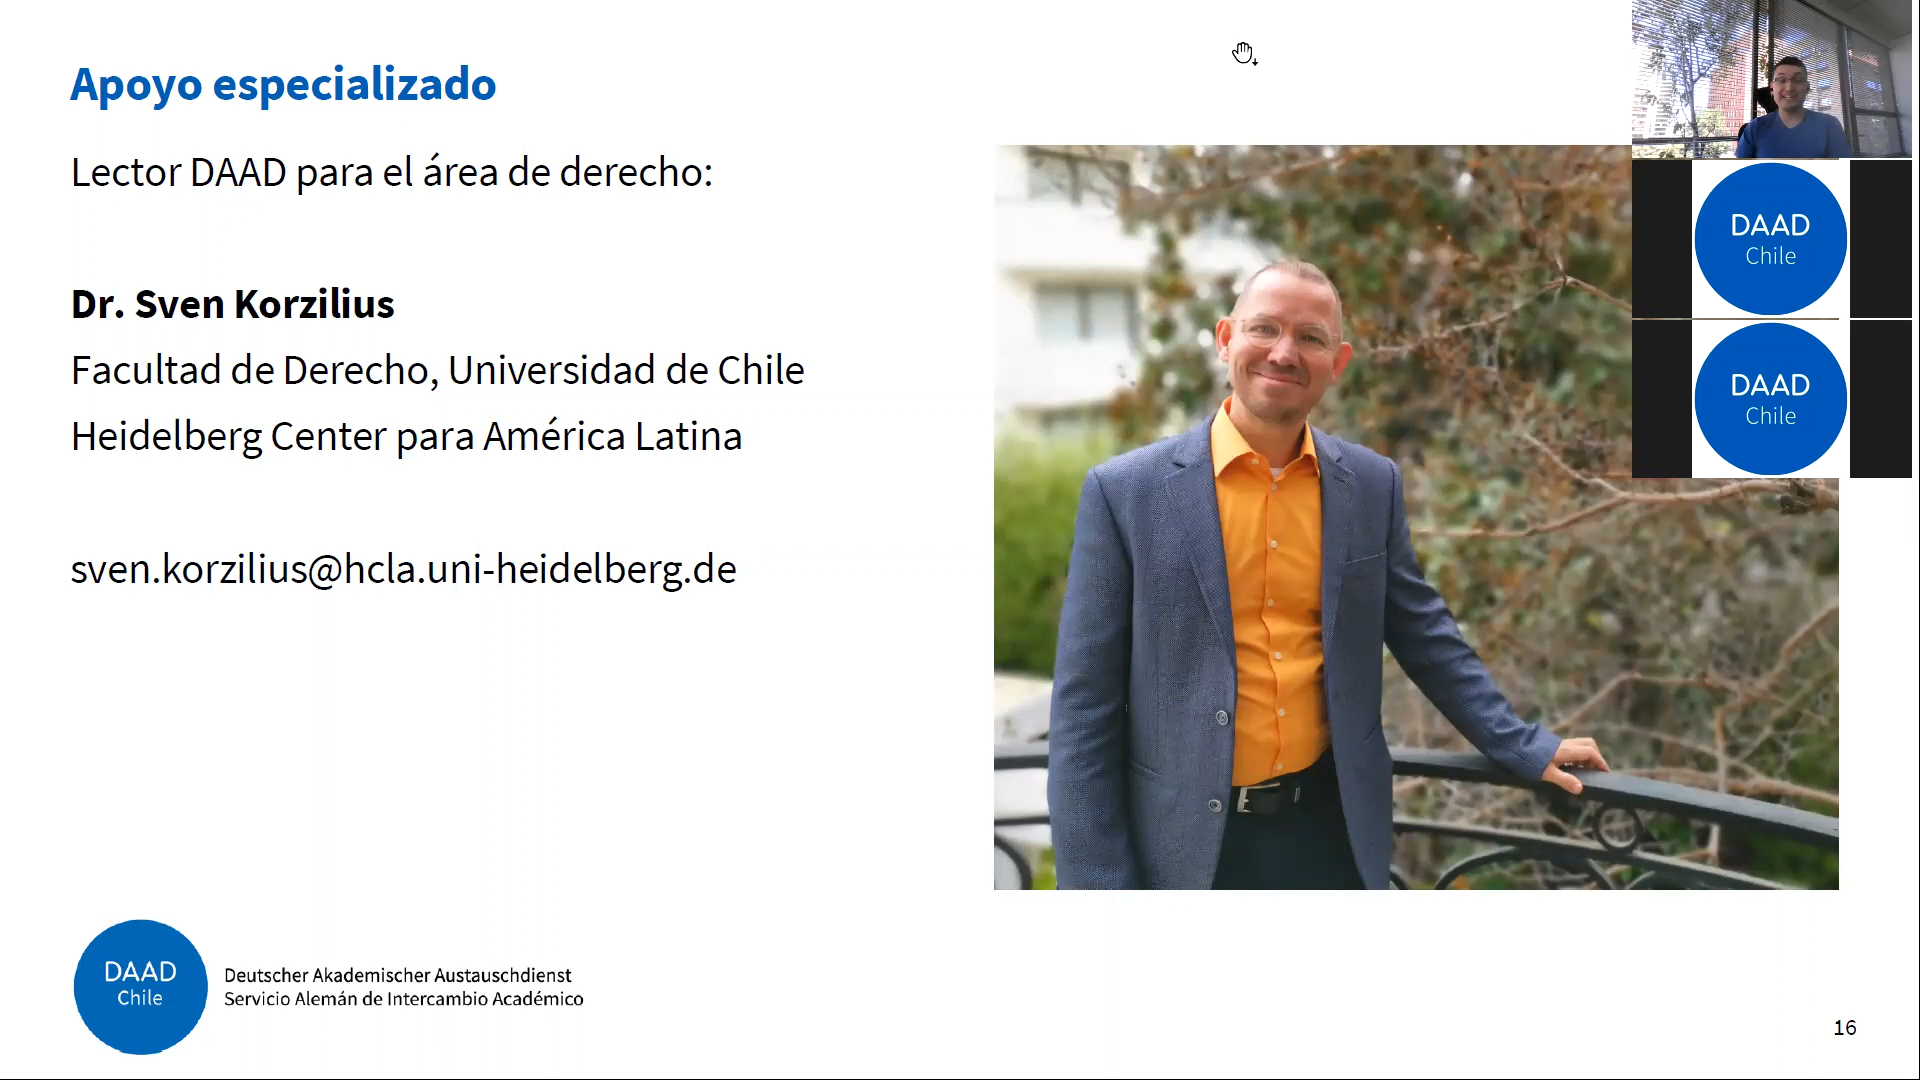 Apoyo especializado
Lector DAAD para el área de derecho:
Dr. Sven Korzilius
Facultad de Derecho, Universidad de Chile
Heidelberg Center para América Latina
sven.korzilius@hcla.uni-heidelberg.de
DAAD
Chile
DAAD
Chile
DAAD
Chile
Deutscher Akademischer Austauschdienst
Servicio Alemán de Intercambio Académico
16